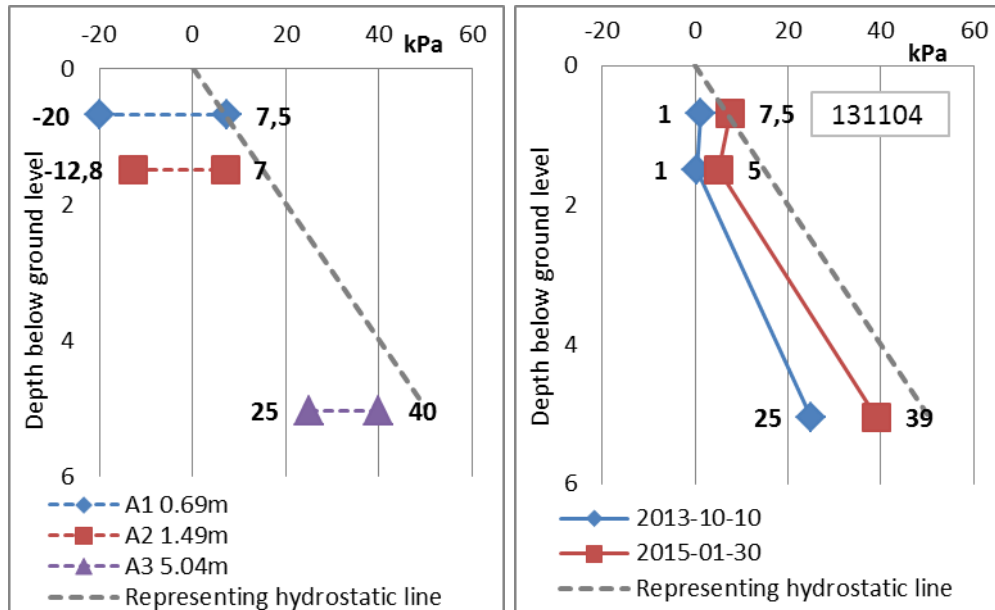 -20 0 20 40 60
kPa
0
2
4
6
Depth below ground level
-20 7,5
-12,8 7
25 40
A1 0.69m
A2 1.49m
A3 5.04m
Representing hydrostatic line
-20 0 20 40 60
kPa
0
2
4
6
Depth below ground level
1 7,5
131104
1 5
25 39
2013-10-10
2015-01-30
Representing hydrostatic line